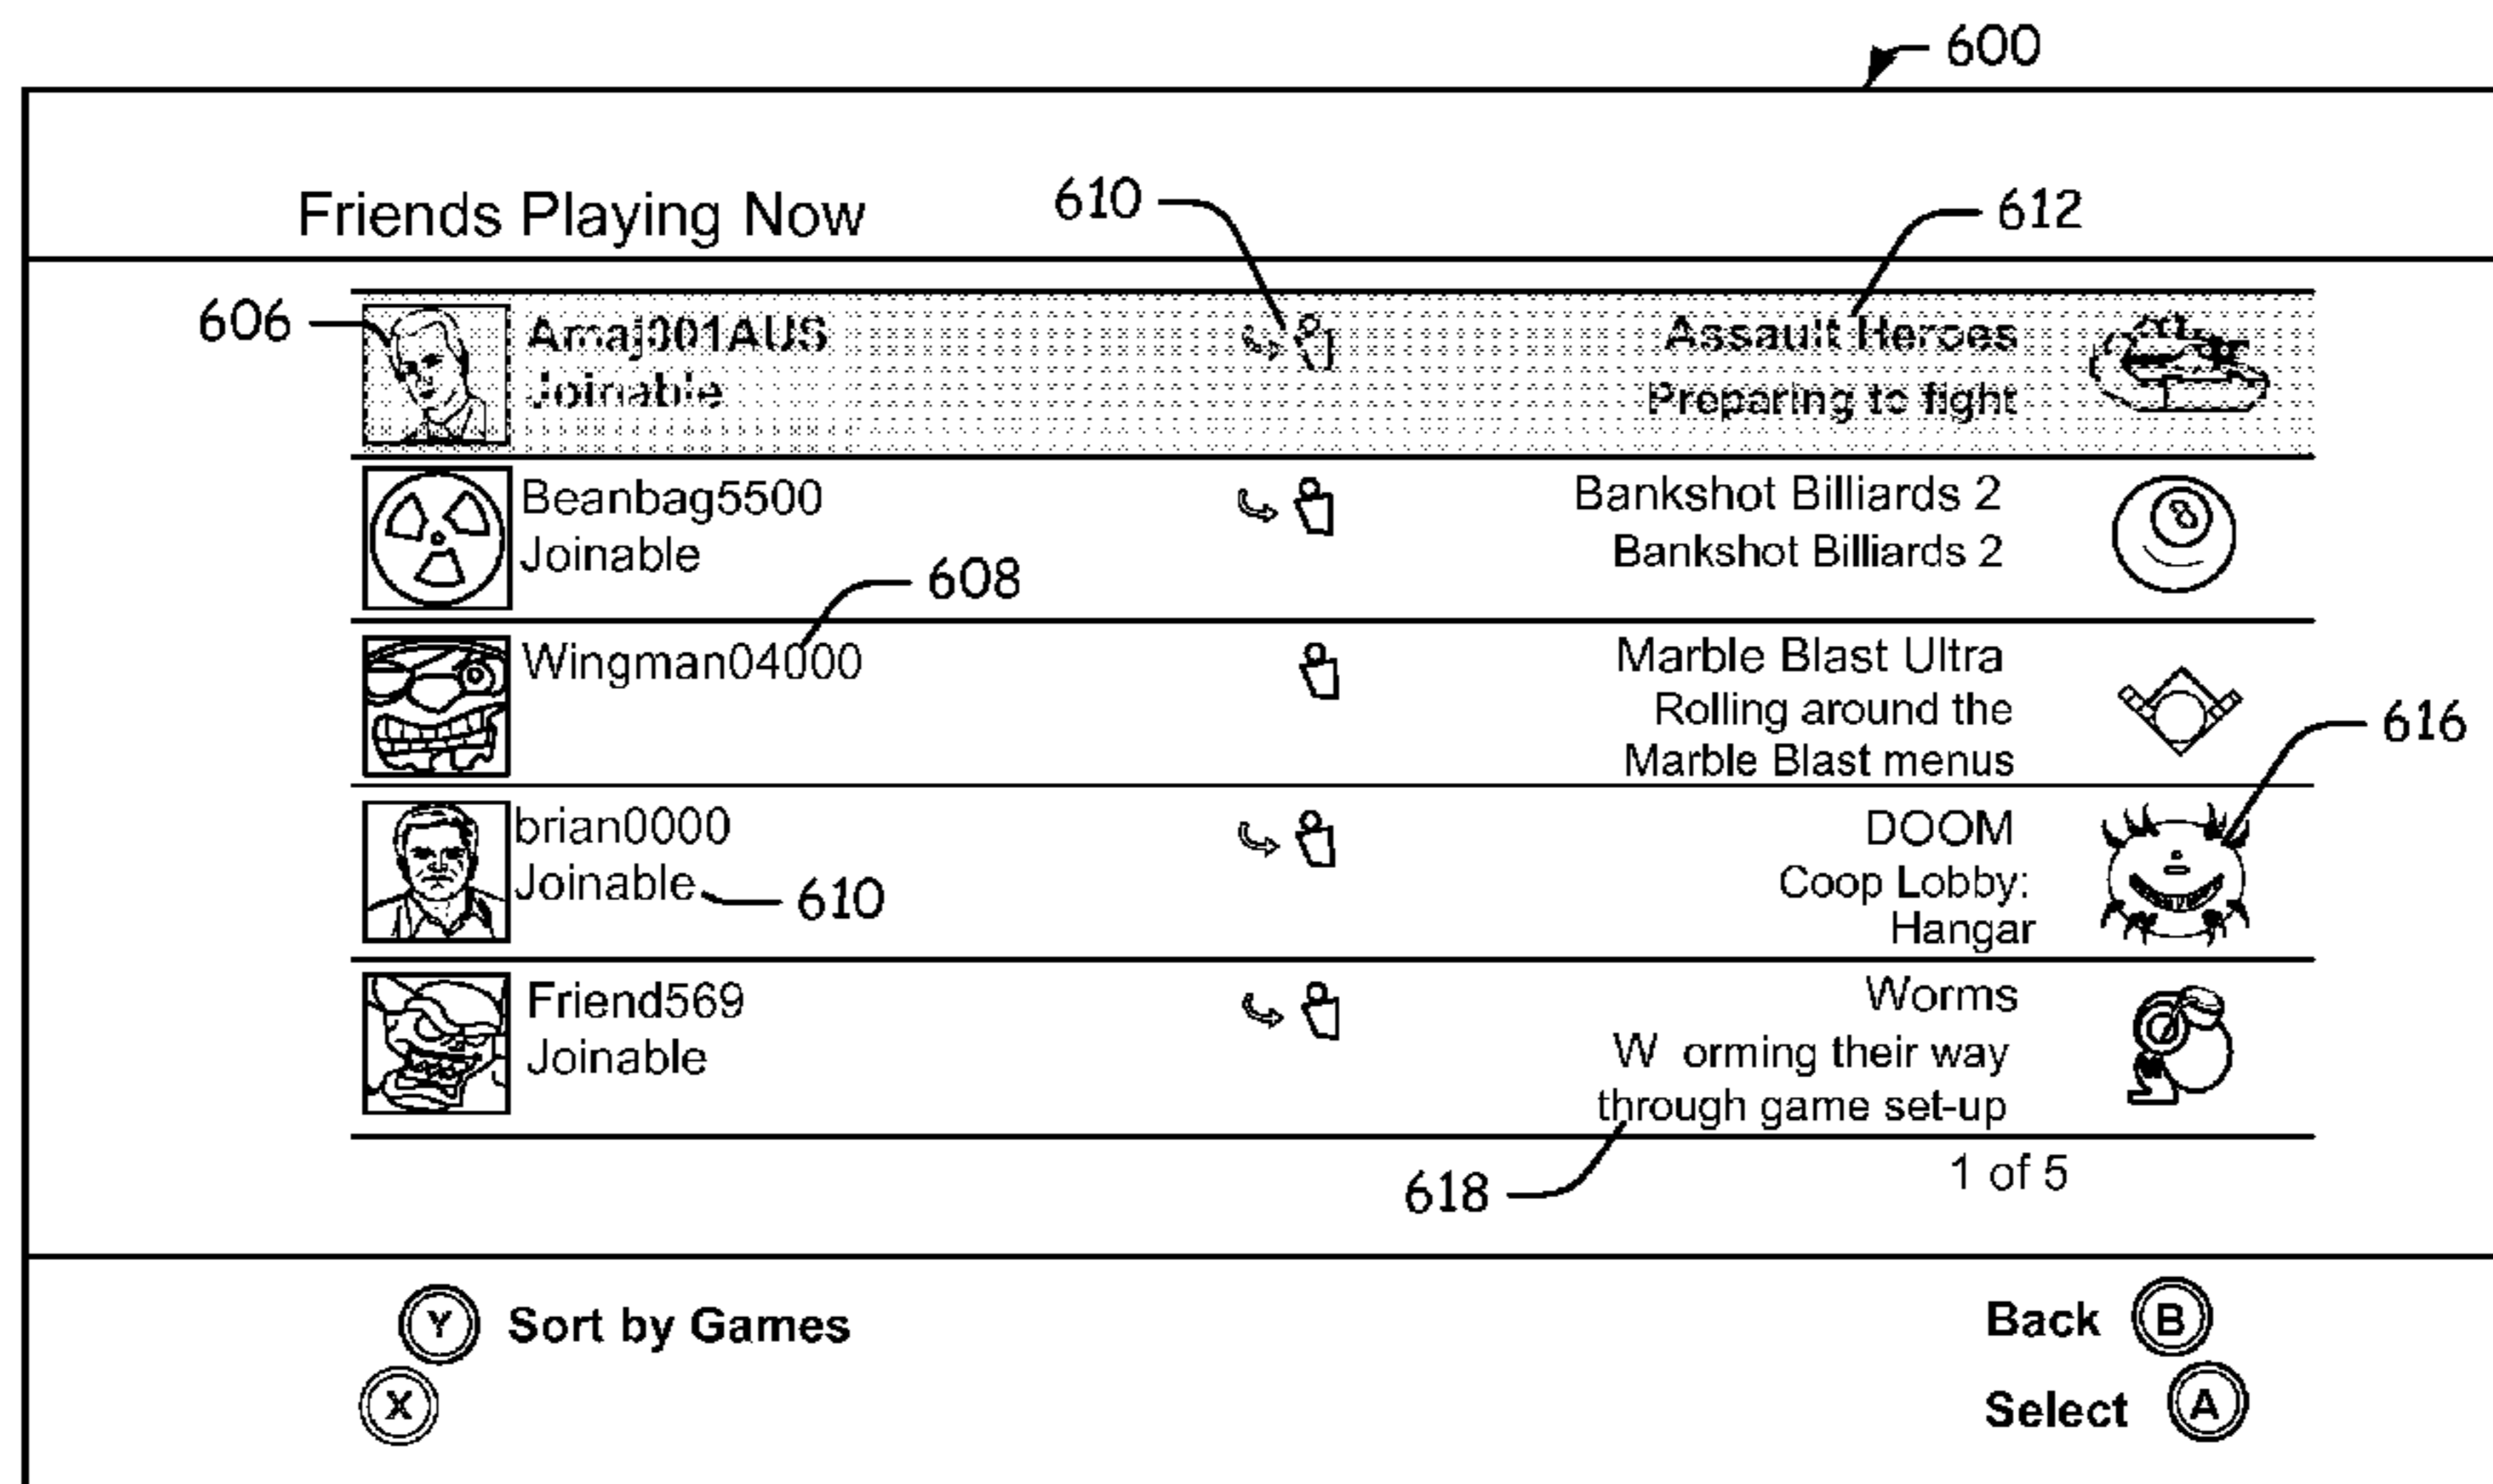 600
Friends Playing Now
610
612
606
Amaj001AUS
Joinable
Assault Heroes
Preparing to fight
Beanbag5500
Joinable
Bankshot Billiards 2
Bankshot Billiards 2
8
608
Wingman04000
Marble Blast Ultra
Rolling around the
Marble Blast menus
616
brian0000
Joinable
610
DOOM
Coop Lobby:
Hangar
Friend569
Joinable
Worms
W orming their way
through game set-up
618
1 of 5
Y Sort by Games
X
Back B
Select A